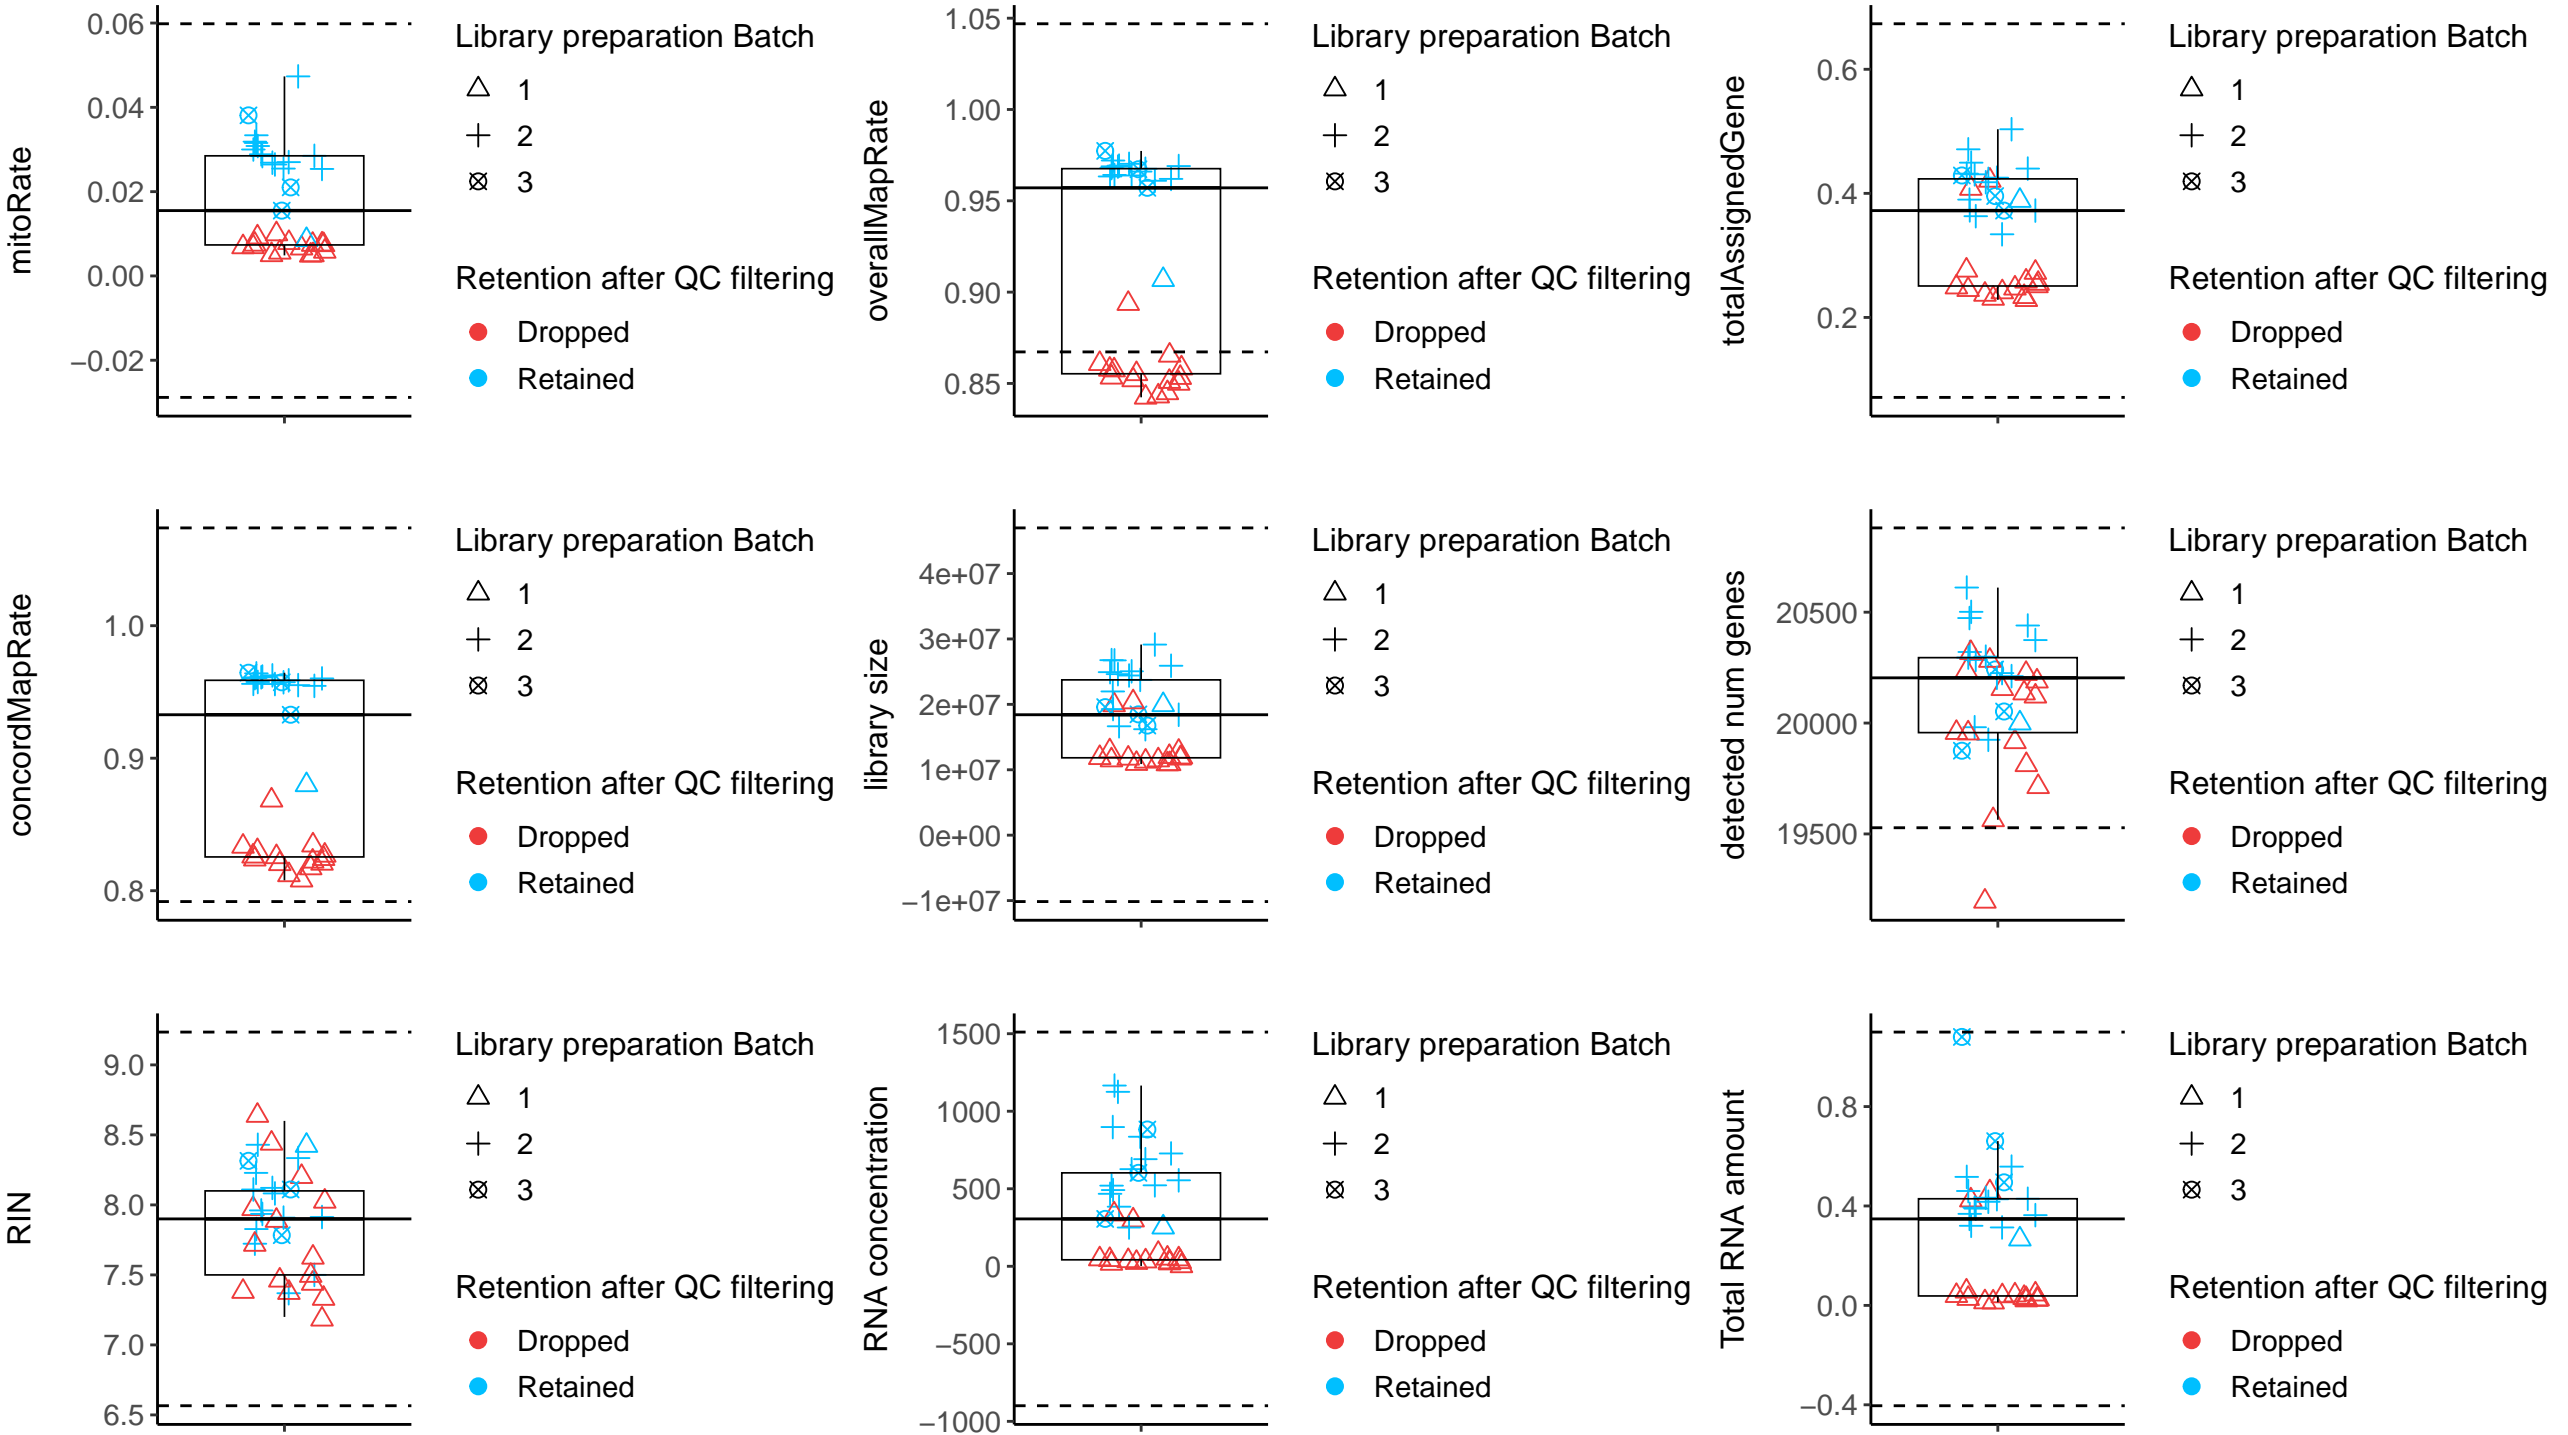 mitoRate
0.06
0.04
0.02
0.00
−0.02
Library preparation Batch
1
2
3
Retention after QC filtering
Dropped
Retained
overallMapRate
1.05
1.00
0.95
0.90
0.85
Library preparation Batch
1
2
3
Retention after QC filtering
Dropped
Retained
totalAssignedGene
0.6
0.4
0.2
Library preparation Batch
1
2
3
Retention after QC filtering
Dropped
Retained
concordMapRate
1.0
0.9
0.8
Library preparation Batch
1
2
3
Retention after QC filtering
Dropped
Retained
library size
4e+07
3e+07
2e+07
1e+07
0e+00
−1e+07
Library preparation Batch
1
2
3
Retention after QC filtering
Dropped
Retained
detected num genes
20500
20000
19500
Library preparation Batch
1
2
3
Retention after QC filtering
Dropped
Retained
RIN
9.0
8.5
8.0
7.5
7.0
6.5
Library preparation Batch
1
2
3
Retention after QC filtering
Dropped
Retained
RNA concentration
1500
1000
500
0
−500
−1000
Library preparation Batch
1
2
3
Retention after QC filtering
Dropped
Retained
Total RNA amount
0.8
0.4
0.0
−0.4
Library preparation Batch
1
2
3
Retention after QC filtering
Dropped
Retained